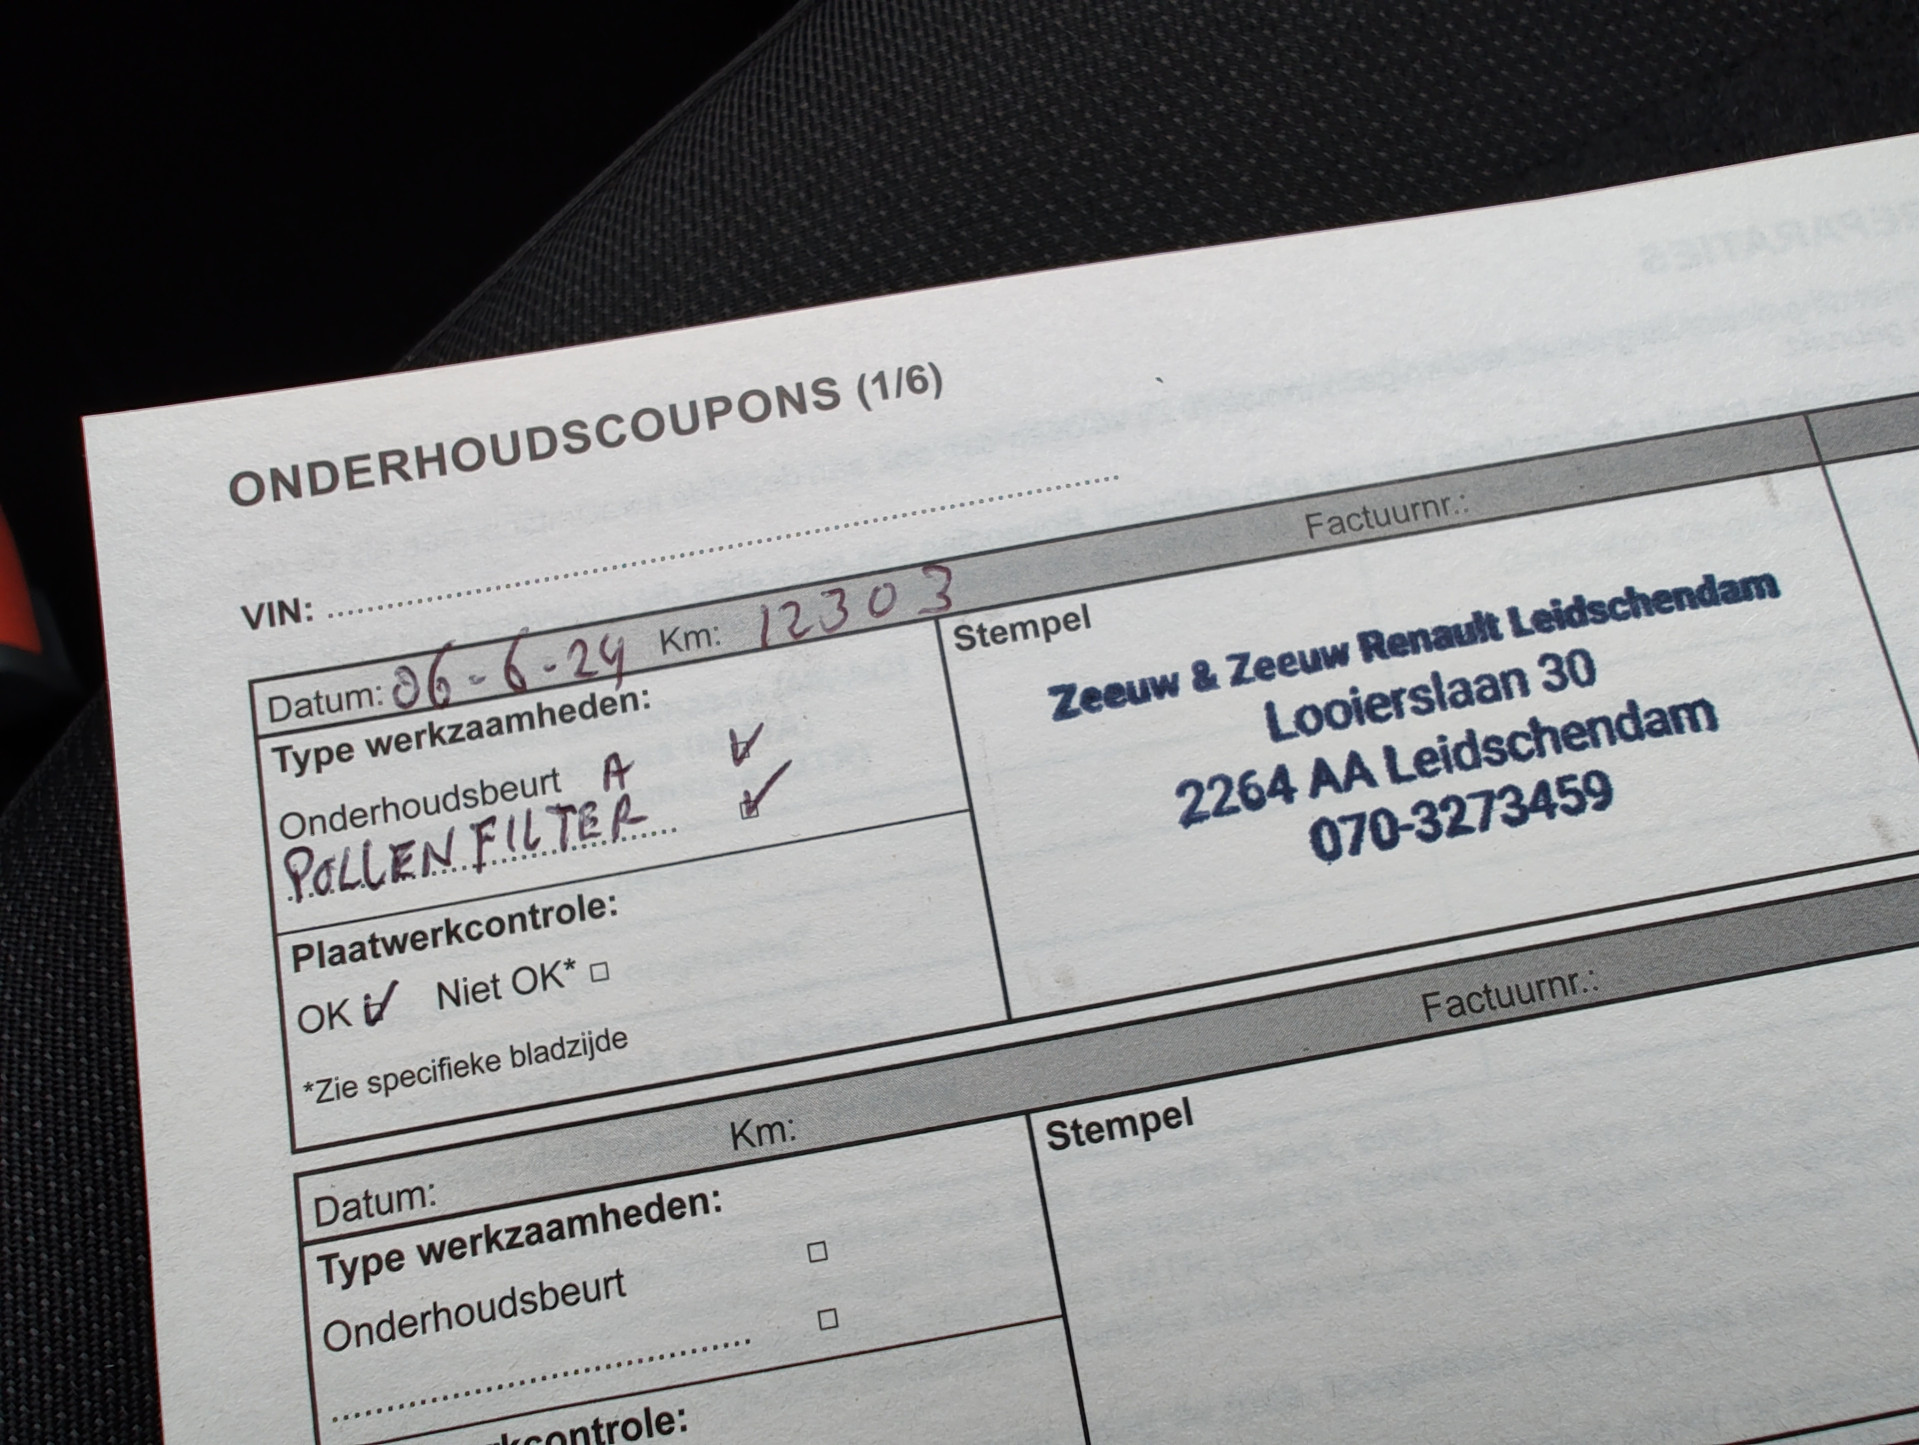 ONDERHOUDSCOUPONS (1/6)
VIN:
Datum: 06-6-24 Km: 12303 Factuurnr.:
Type werkzaamheden:
Onderhoudsbeurt A
POLLENFILTER
Plaatwerkcontrole:
OK Niet OK*
*Zie specifieke bladzijde
Stempel
Zeeuw & Zeeuw Renault Leidschendam
Looierslaan 30
2264 AA Leidschendam
070-3273459
Datum: Km: Factuurnr.:
Type werkzaamheden:
Onderhoudsbeurt
Stempel
kcontrole: